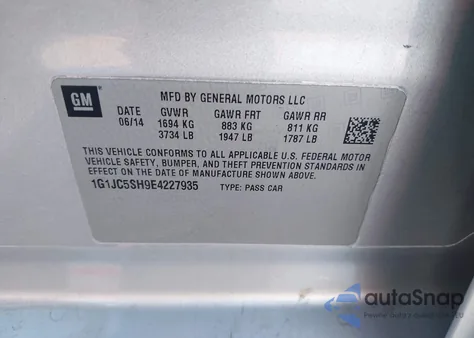 GM
MFD BY GENERAL MOTORS LLC
DATE GVWR GAWR FRT GAWR RR
06/14 1694 KG 883 KG 811 KG
3734 LB 1947 LB 1787 LB
THIS VEHICLE CONFORMS TO ALL APPLICABLE U.S. FEDERAL MOTOR
VEHICLE SAFETY, BUMPER, AND THEFT PREVENTION STANDARDS
IN EFFECT ON THE DATE OF MANUFACTURE SHOWN ABOVE.
1G1JC5SH9E4227935 TYPE: PASS CAR
autoSnap